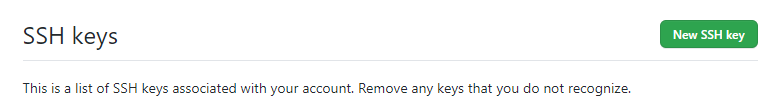 SSH keys
New SSH key
This is a list of SSH keys associated with your account. Remove any keys that you do not recognize.